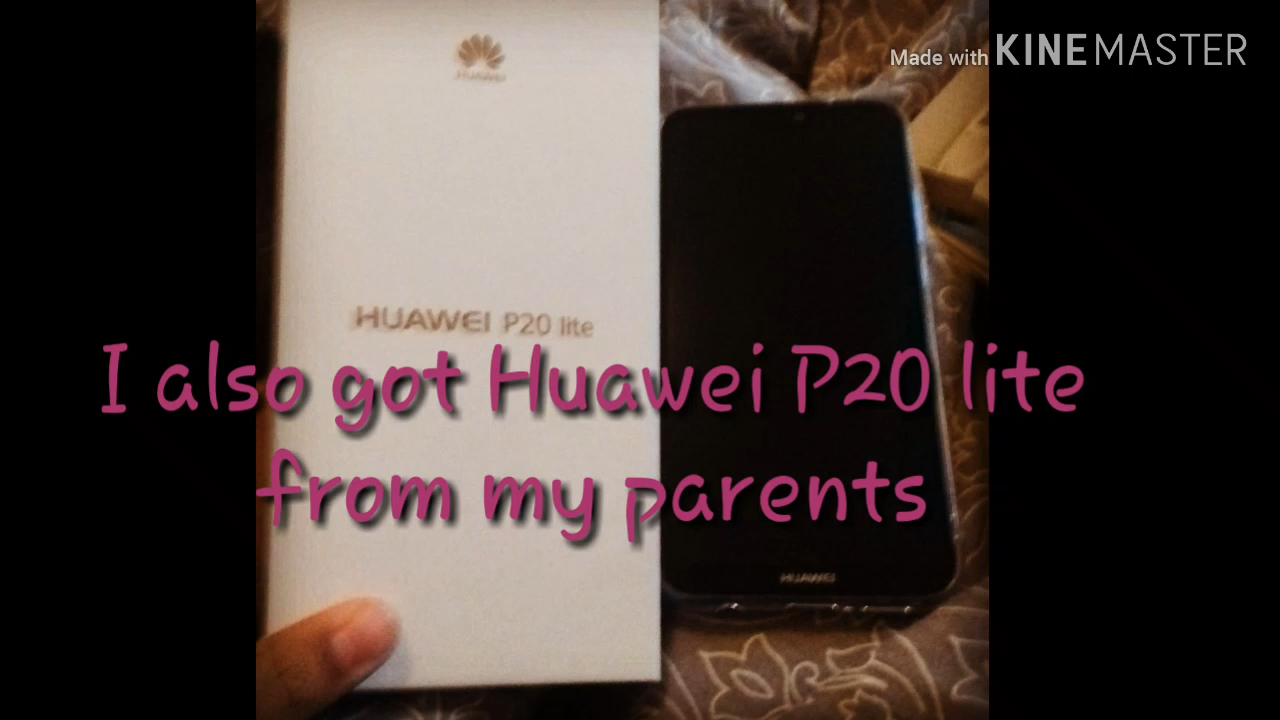 HUAWEI
Made with KINEMASTER
HUAWEI P20 lite
I also got Huawei P20 lite
from my parents
HUAWEI